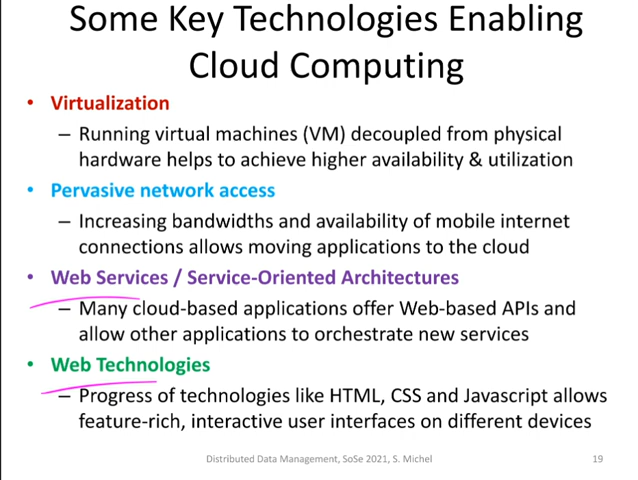 Some Key Technologies Enabling
Cloud Computing
• Virtualization
– Running virtual machines (VM) decoupled from physical
hardware helps to achieve higher availability & utilization
• Pervasive network access
– Increasing bandwidths and availability of mobile internet
connections allows moving applications to the cloud
• Web Services / Service-Oriented Architectures
– Many cloud-based applications offer Web-based APIs and
allow other applications to orchestrate new services
• Web Technologies
– Progress of technologies like HTML, CSS and Javascript allows
feature-rich, interactive user interfaces on different devices
Distributed Data Management, SoSe 2021, S. Michel 19